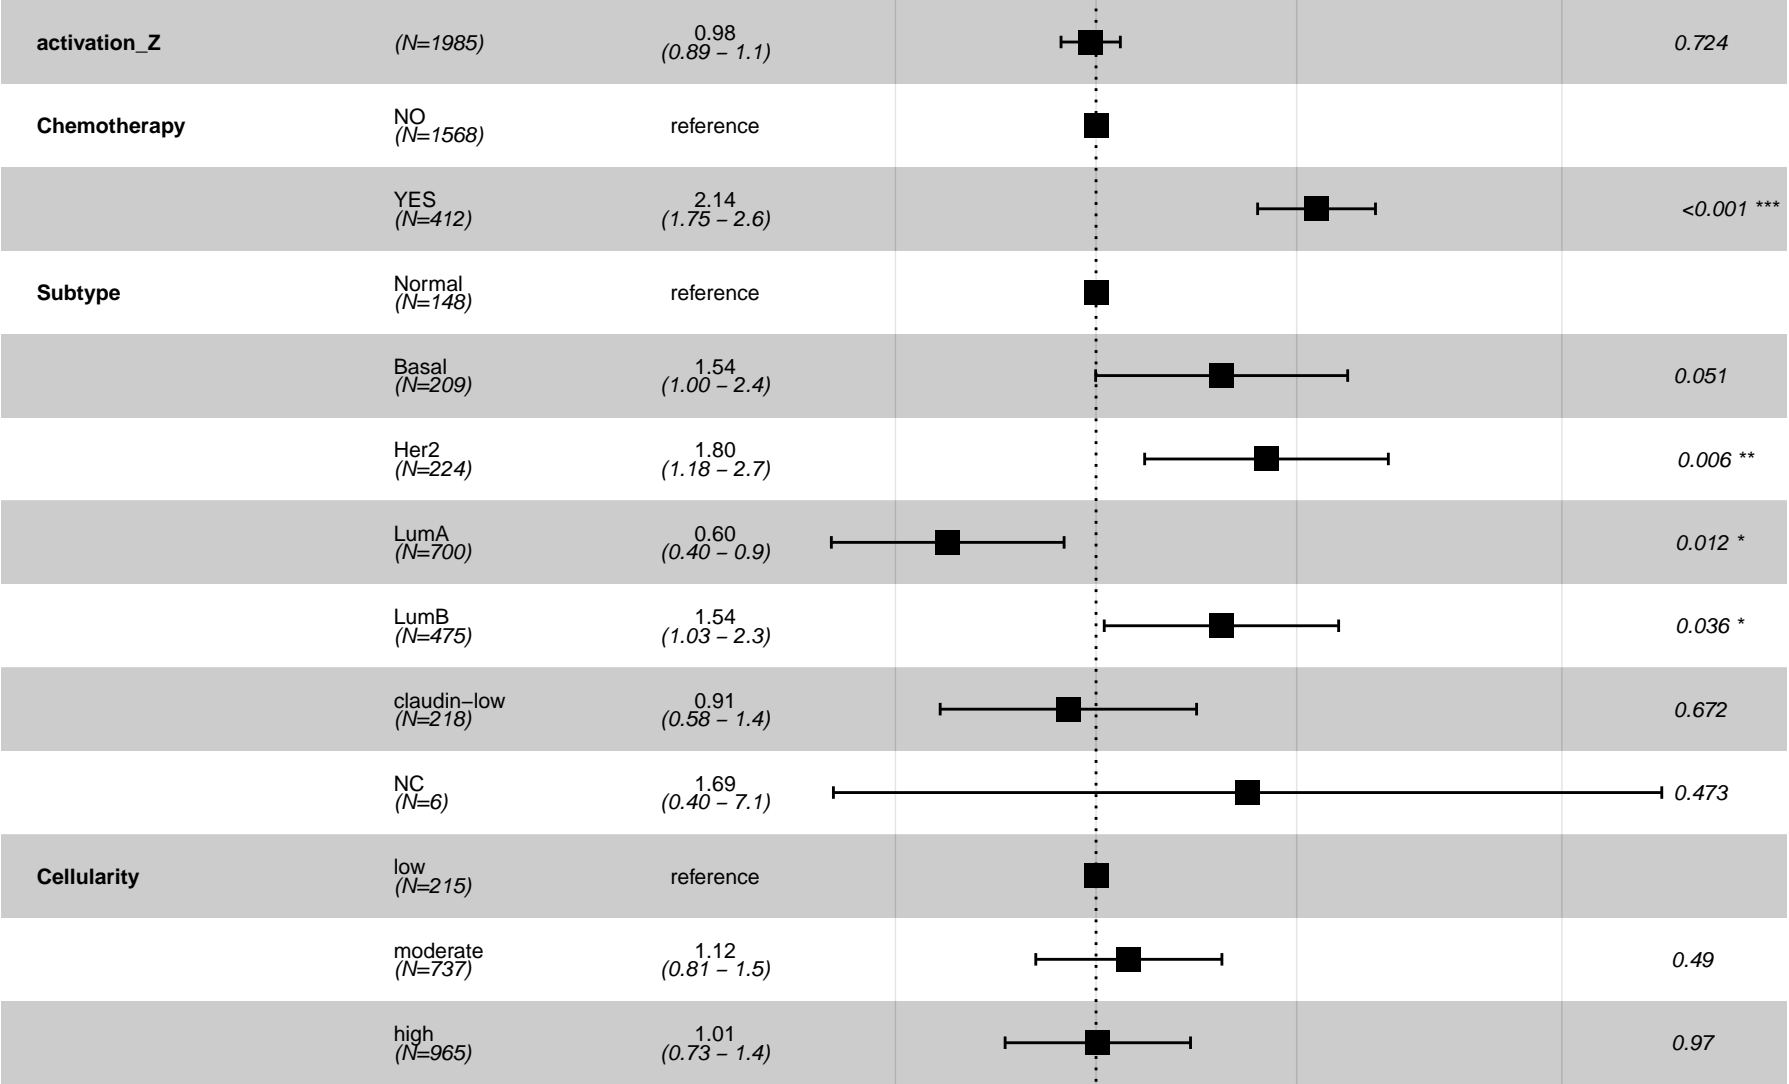 activation_Z (N=1985) 0.98 0.724
(0.89 – 1.1)
Chemotherapy NO reference
(N=1568)
YES 2.14 <0.001 ***
(N=412) (1.75 – 2.6)
Subtype Normal reference
(N=148)
Basal 1.54 0.051
(N=209) (1.00 – 2.4)
Her2 1.80 0.006 **
(N=224) (1.18 – 2.7)
LumA 0.60 0.012 *
(N=700) (0.40 – 0.9)
LumB 1.54 0.036 *
(N=475) (1.03 – 2.3)
claudin−low 0.91 0.672
(N=218) (0.58 – 1.4)
NC 1.69 0.473
(N=6) (0.40 – 7.1)
Cellularity low reference
(N=215)
moderate 1.12 0.49
(N=737) (0.81 – 1.5)
high 1.01 0.97
(N=965) (0.73 – 1.4)